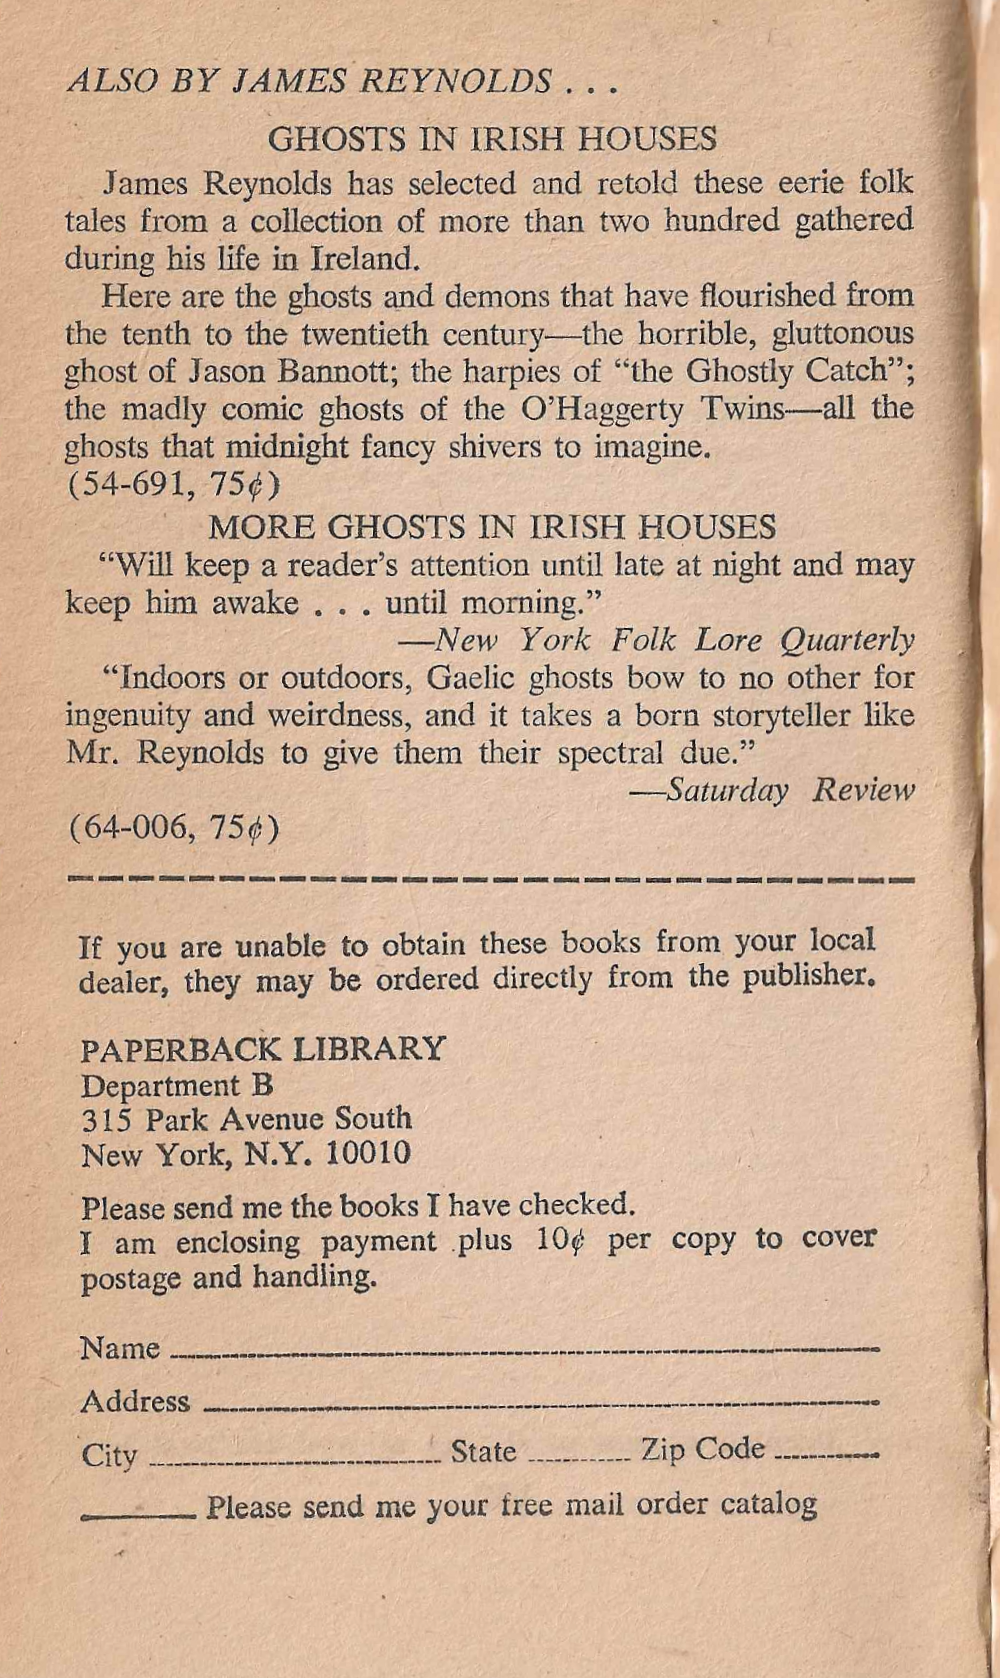 ALSO BY JAMES REYNOLDS . . .
GHOSTS IN IRISH HOUSES
James Reynolds has selected and retold these eerie folk
tales from a collection of more than two hundred gathered
during his life in Ireland.
Here are the ghosts and demons that have flourished from
the tenth to the twentieth century—the horrible, gluttonous
ghost of Jason Bannott; the harpies of “the Ghostly Catch”;
the madly comic ghosts of the O’Haggerty Twins—all the
ghosts that midnight fancy shivers to imagine.
(54-691, 75¢)
MORE GHOSTS IN IRISH HOUSES
“Will keep a reader’s attention until late at night and may
keep him awake . . . until morning.”
—New York Folk Lore Quarterly
“Indoors or outdoors, Gaelic ghosts bow to no other for
ingenuity and weirdness, and it takes a born storyteller like
Mr. Reynolds to give them their spectral due.”
—Saturday Review
(64-006, 75¢)
If you are unable to obtain these books from your local
dealer, they may be ordered directly from the publisher.
PAPERBACK LIBRARY
Department B
315 Park Avenue South
New York, N.Y. 10010
Please send me the books I have checked.
I am enclosing payment plus 10¢ per copy to cover
postage and handling.
Name
Address
City State Zip Code
Please send me your free mail order catalog